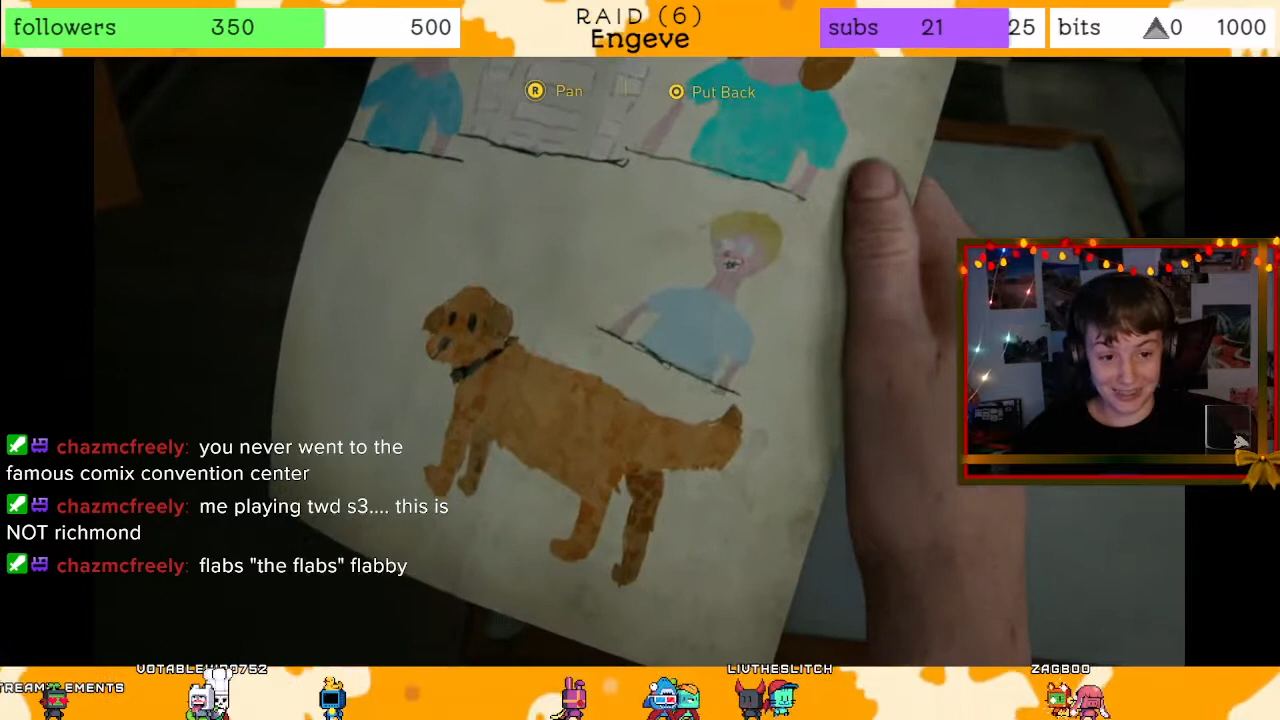 followers 350 500
RAID (6)
Engeve
subs 21 25
bits 0 1000
R Pan
Put Back
chazmcfreely: you never went to the
famous comix convention center
chazmcfreely: me playing twd s3.... this is
NOT richmond
chazmcfreely: flabs "the flabs" flabby
LIVTHESLITCH
ZAGBOO